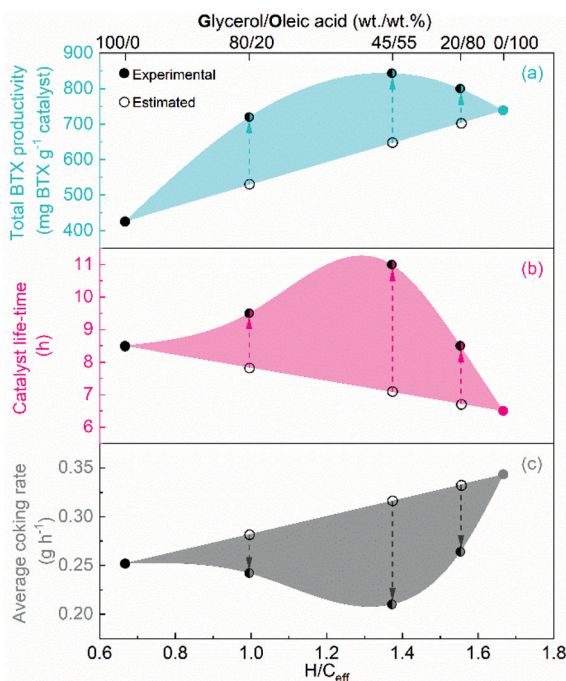 Glycerol/Oleic acid (wt./wt.%)
100/0 80/20 45/55 20/80 0/100
Total BTX productivity
(mg BTX g⁻¹ catalyst)
900
800
700
600
500
400
Experimental
Estimated
(a)
Catalyst life-time
(h)
11
10
9
8
7
6
(b)
Average coking rate
(g h⁻¹)
0.35
0.30
0.25
0.20
(c)
0.6 0.8 1.0 1.2 1.4 1.6 1.8
H/C_eff